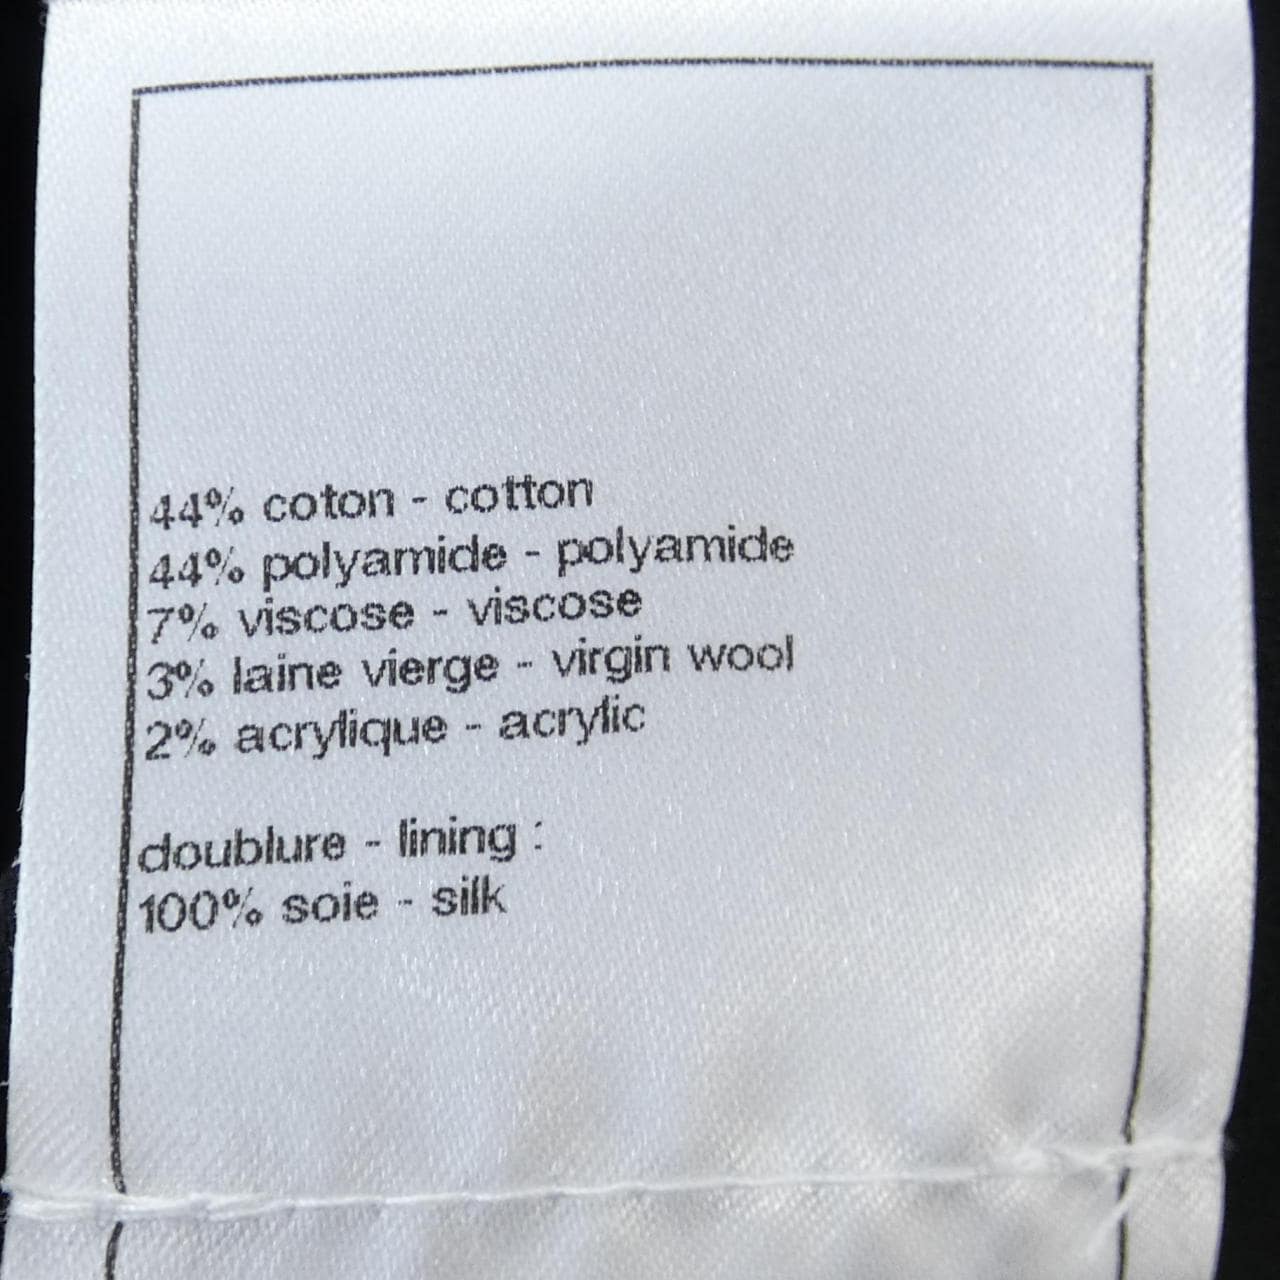 44% coton - cotton
44% polyamide - polyamide
7% viscose - viscose
3% laine vierge - virgin wool
2% acrylique - acrylic
doublure - lining :
100% soie - silk